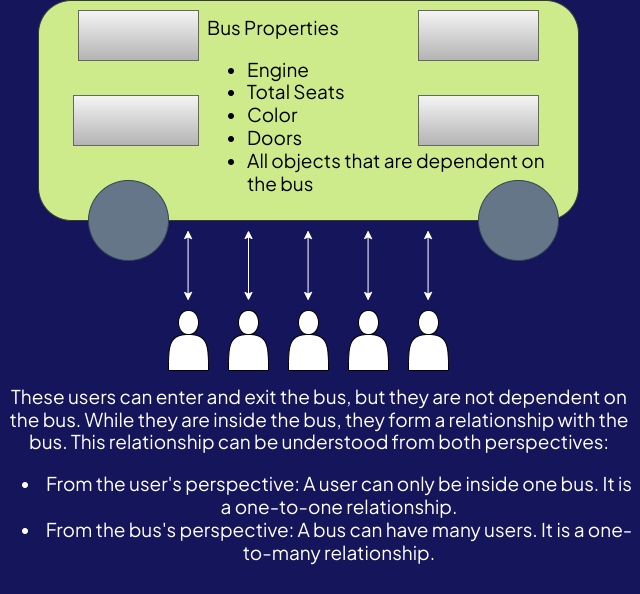 Bus Properties
• Engine
• Total Seats
• Color
• Doors
• All objects that are dependent on
the bus
These users can enter and exit the bus, but they are not dependent on
the bus. While they are inside the bus, they form a relationship with the
bus. This relationship can be understood from both perspectives:
• From the user's perspective: A user can only be inside one bus. It is
a one-to-one relationship.
• From the bus's perspective: A bus can have many users. It is a one-
to-many relationship.